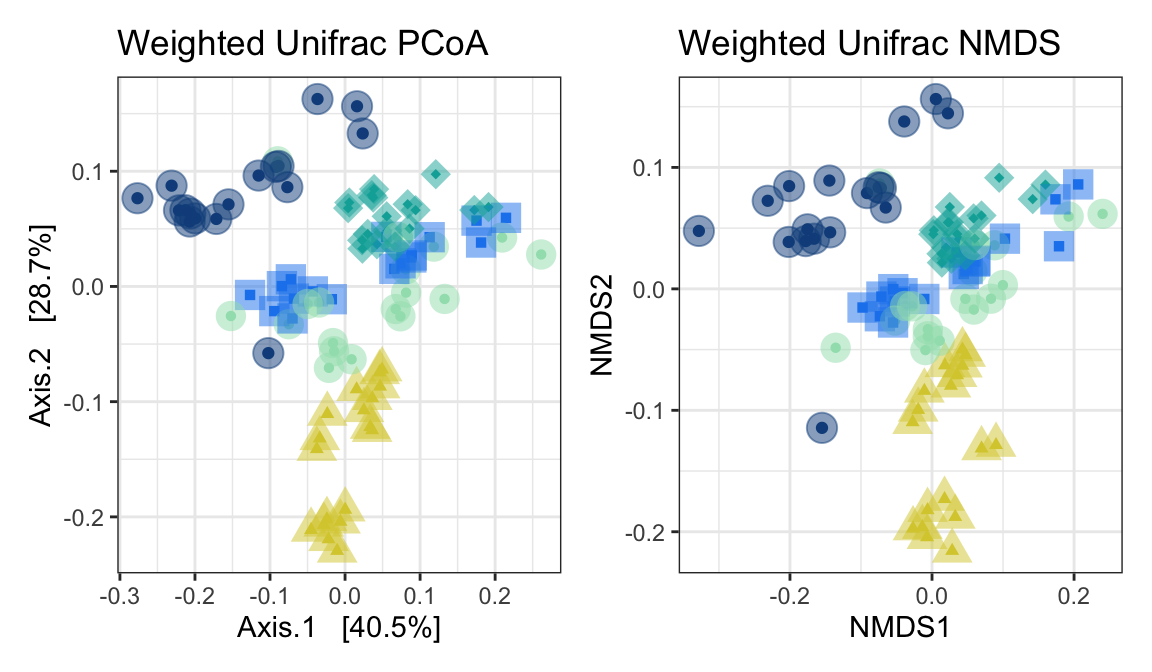 Weighted Unifrac PCoA
0.1
0.0
-0.1
-0.2
Axis.2 [28.7%]
-0.3 -0.2 -0.1 0.0 0.1 0.2
Axis.1 [40.5%]
Weighted Unifrac NMDS
0.1
0.0
-0.1
-0.2
NMDS2
-0.2 0.0 0.2
NMDS1